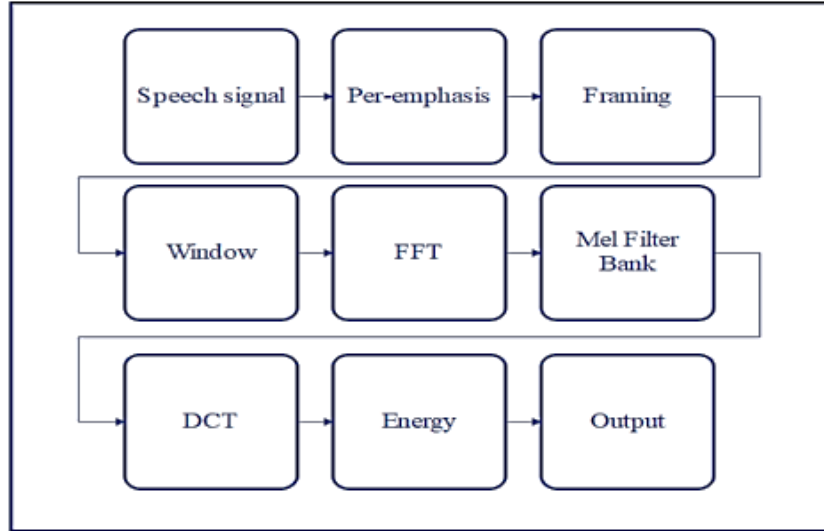 Speech signal
Per-emphasis
Framing
Window
FFT
Mel Filter
Bank
DCT
Energy
Output